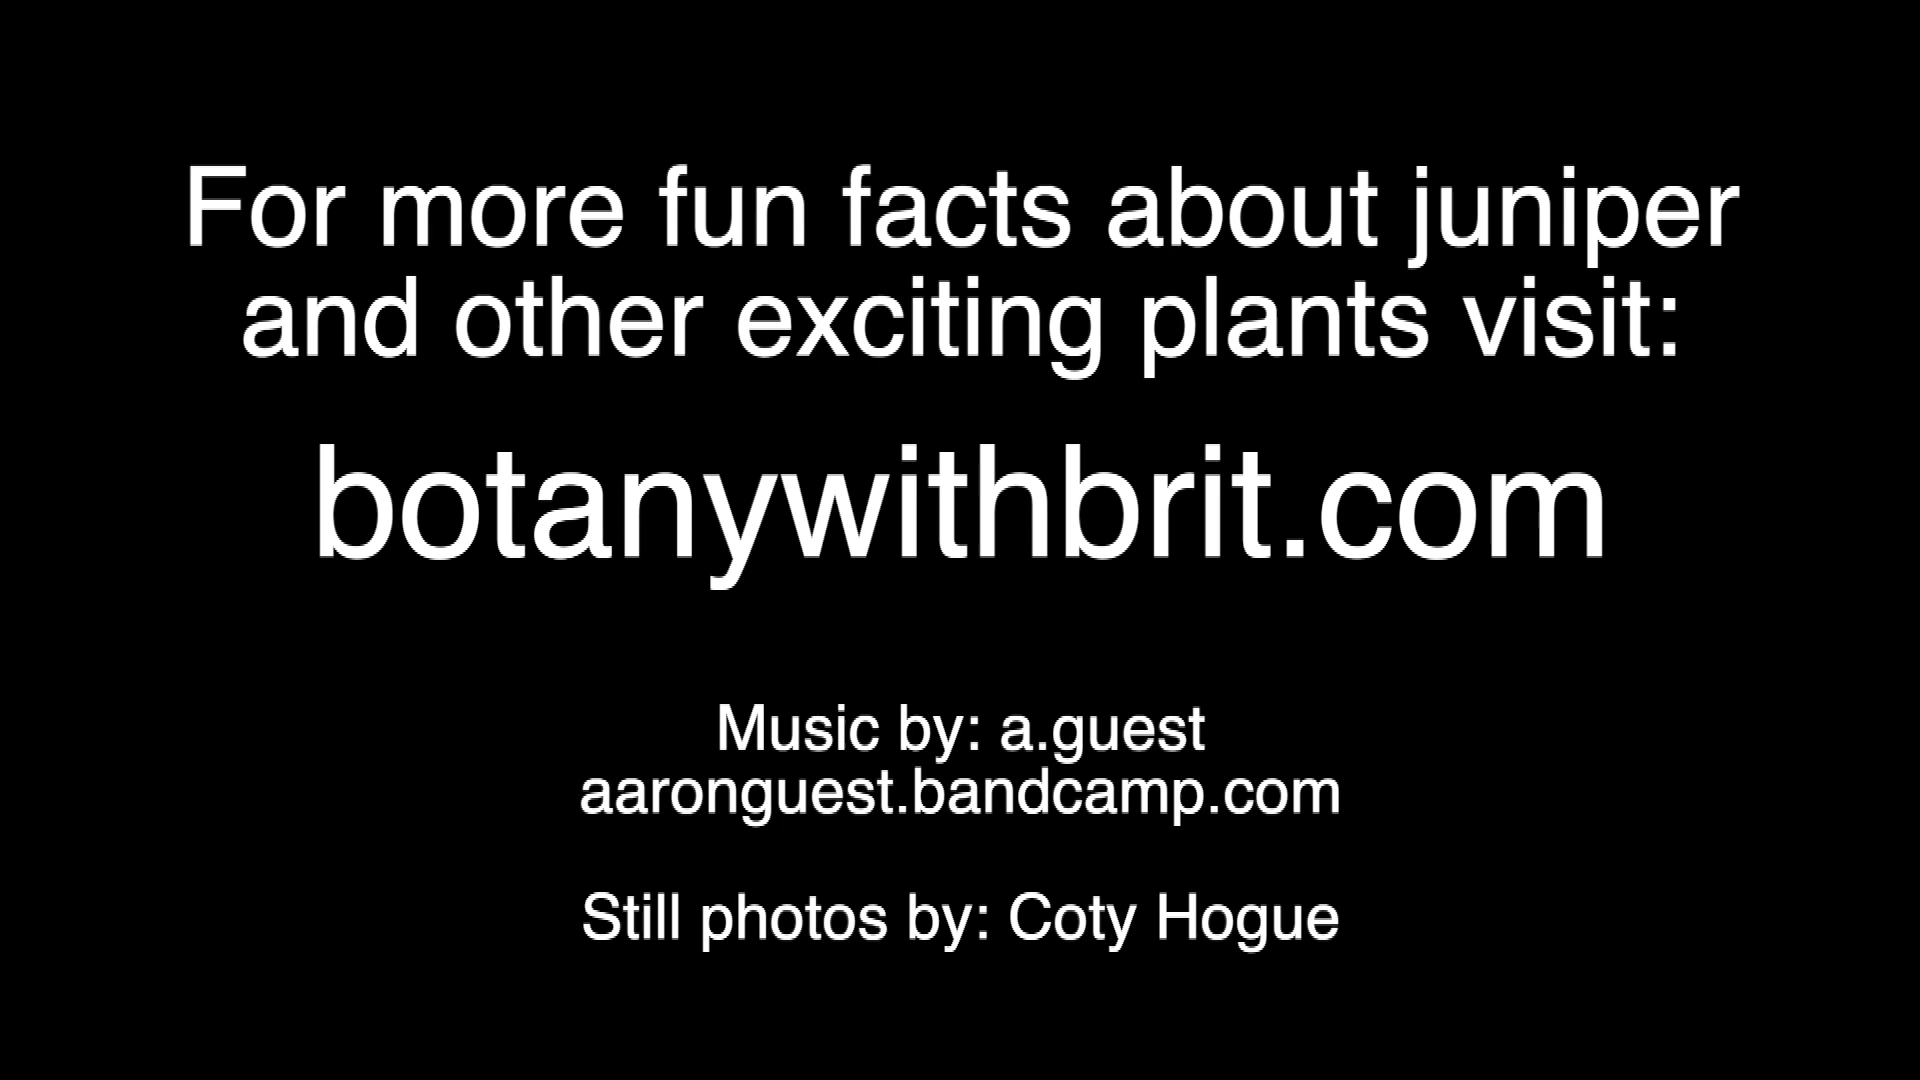 For more fun facts about juniper
and other exciting plants visit:
botanywithbrit.com
Music by: a.guest
aaronguest.bandcamp.com
Still photos by: Coty Hogue